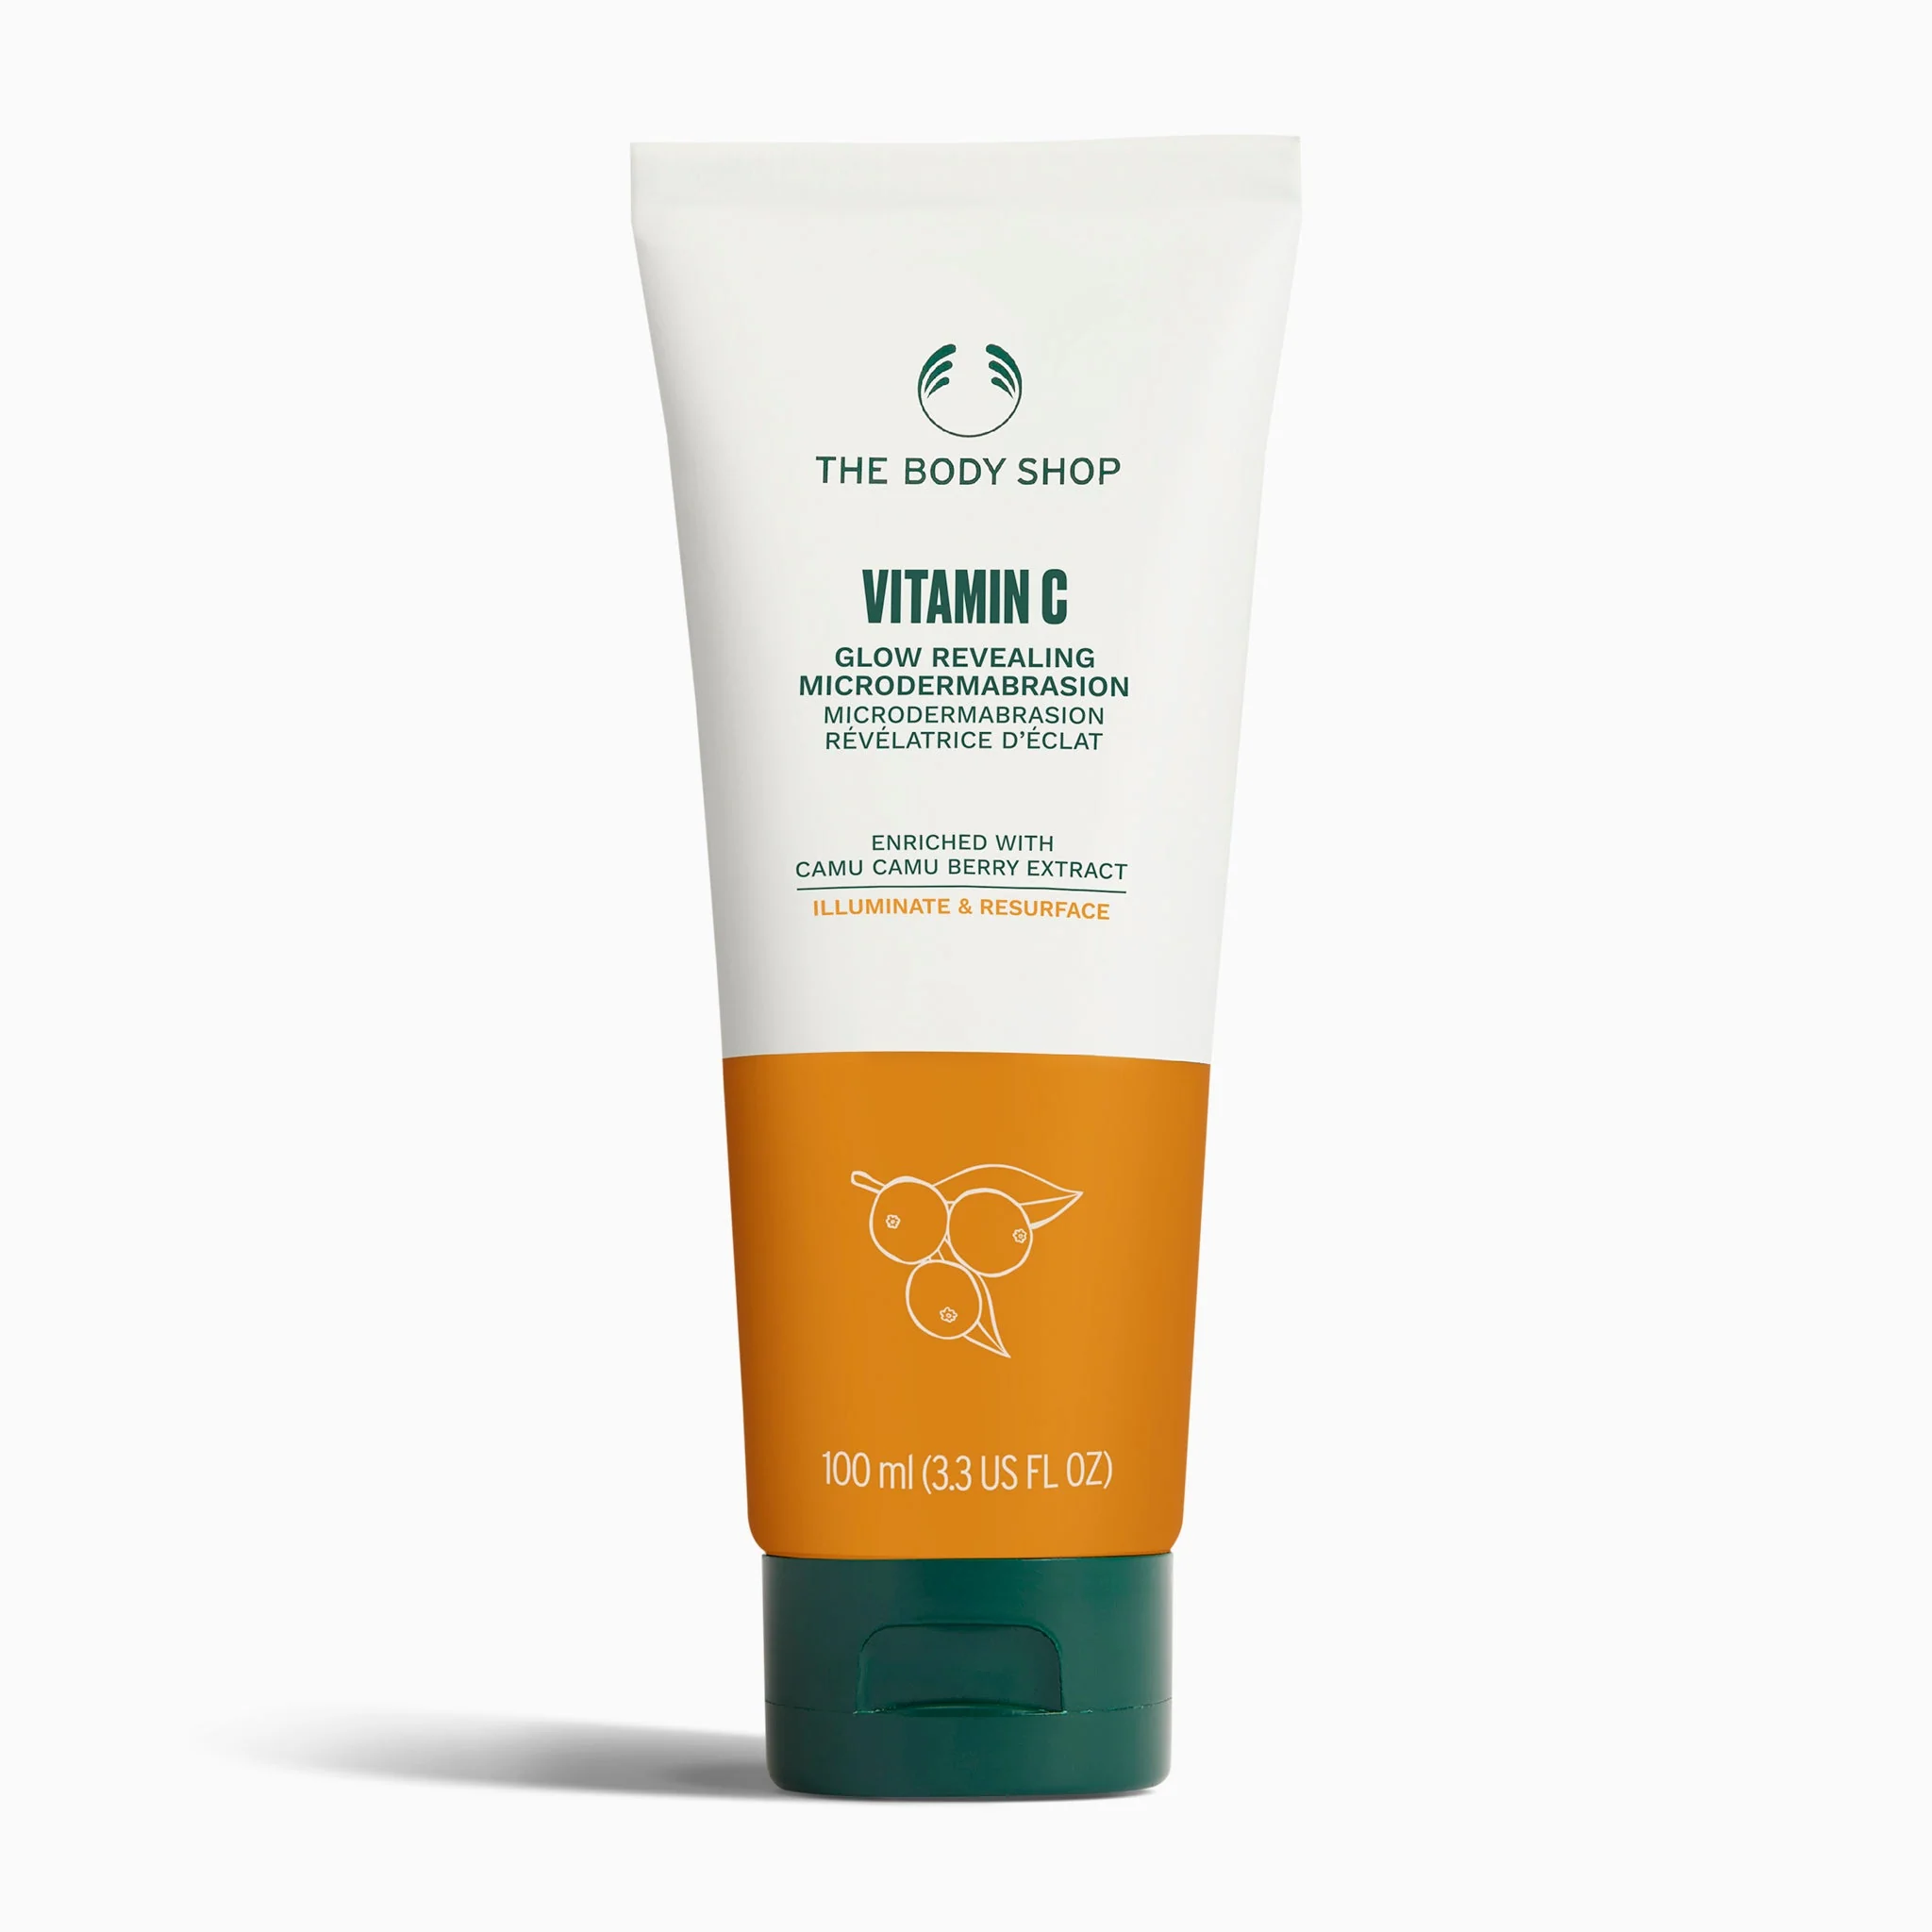 THE BODY SHOP
VITAMIN C
GLOW REVEALING
MICRODERMABRASION
MICRODERMABRASION
RÉVÉLATRICE D'ÉCLAT
ENRICHED WITH
CAMU CAMU BERRY EXTRACT
ILLUMINATE & RESURFACE
100 ml (3.3 US FL OZ)